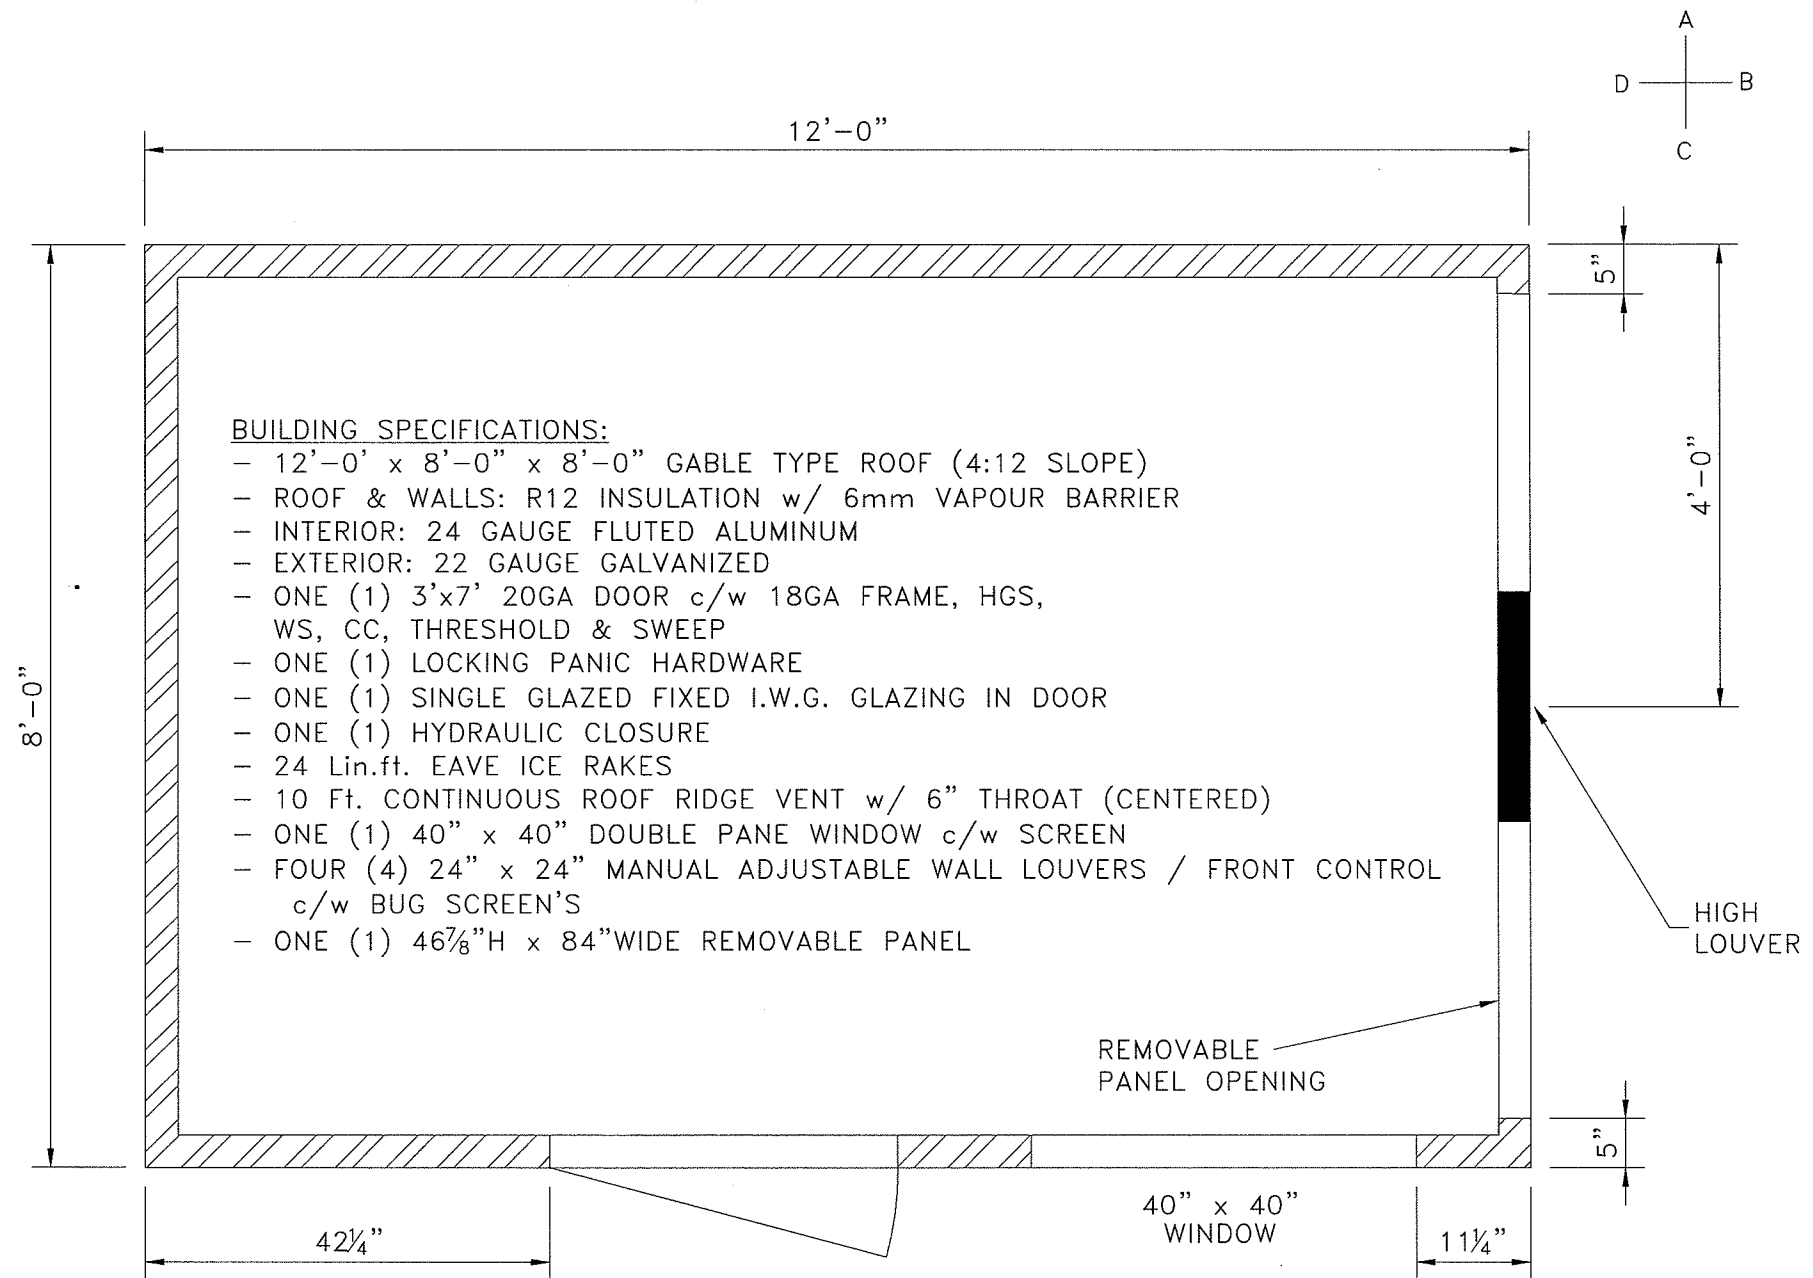 A
D B
C
12'-0"
5"
4'-0"
8'-0"
BUILDING SPECIFICATIONS:
- 12'-0' x 8'-0" x 8'-0" GABLE TYPE ROOF (4:12 SLOPE)
- ROOF & WALLS: R12 INSULATION w/ 6mm VAPOUR BARRIER
- INTERIOR: 24 GAUGE FLUTED ALUMINUM
- EXTERIOR: 22 GAUGE GALVANIZED
- ONE (1) 3'x7' 20GA DOOR c/w 18GA FRAME, HGS,
WS, CC, THRESHOLD & SWEEP
- ONE (1) LOCKING PANIC HARDWARE
- ONE (1) SINGLE GLAZED FIXED I.W.G. GLAZING IN DOOR
- ONE (1) HYDRAULIC CLOSURE
- 24 Lin.ft. EAVE ICE RAKES
- 10 Ft. CONTINUOUS ROOF RIDGE VENT w/ 6" THROAT (CENTERED)
- ONE (1) 40" x 40" DOUBLE PANE WINDOW c/w SCREEN
- FOUR (4) 24" x 24" MANUAL ADJUSTABLE WALL LOUVERS / FRONT CONTROL
c/w BUG SCREEN'S
- ONE (1) 46⅞"H x 84"WIDE REMOVABLE PANEL
HIGH
LOUVER
REMOVABLE
PANEL OPENING
5"
40" x 40"
WINDOW
42¼"
11¼"